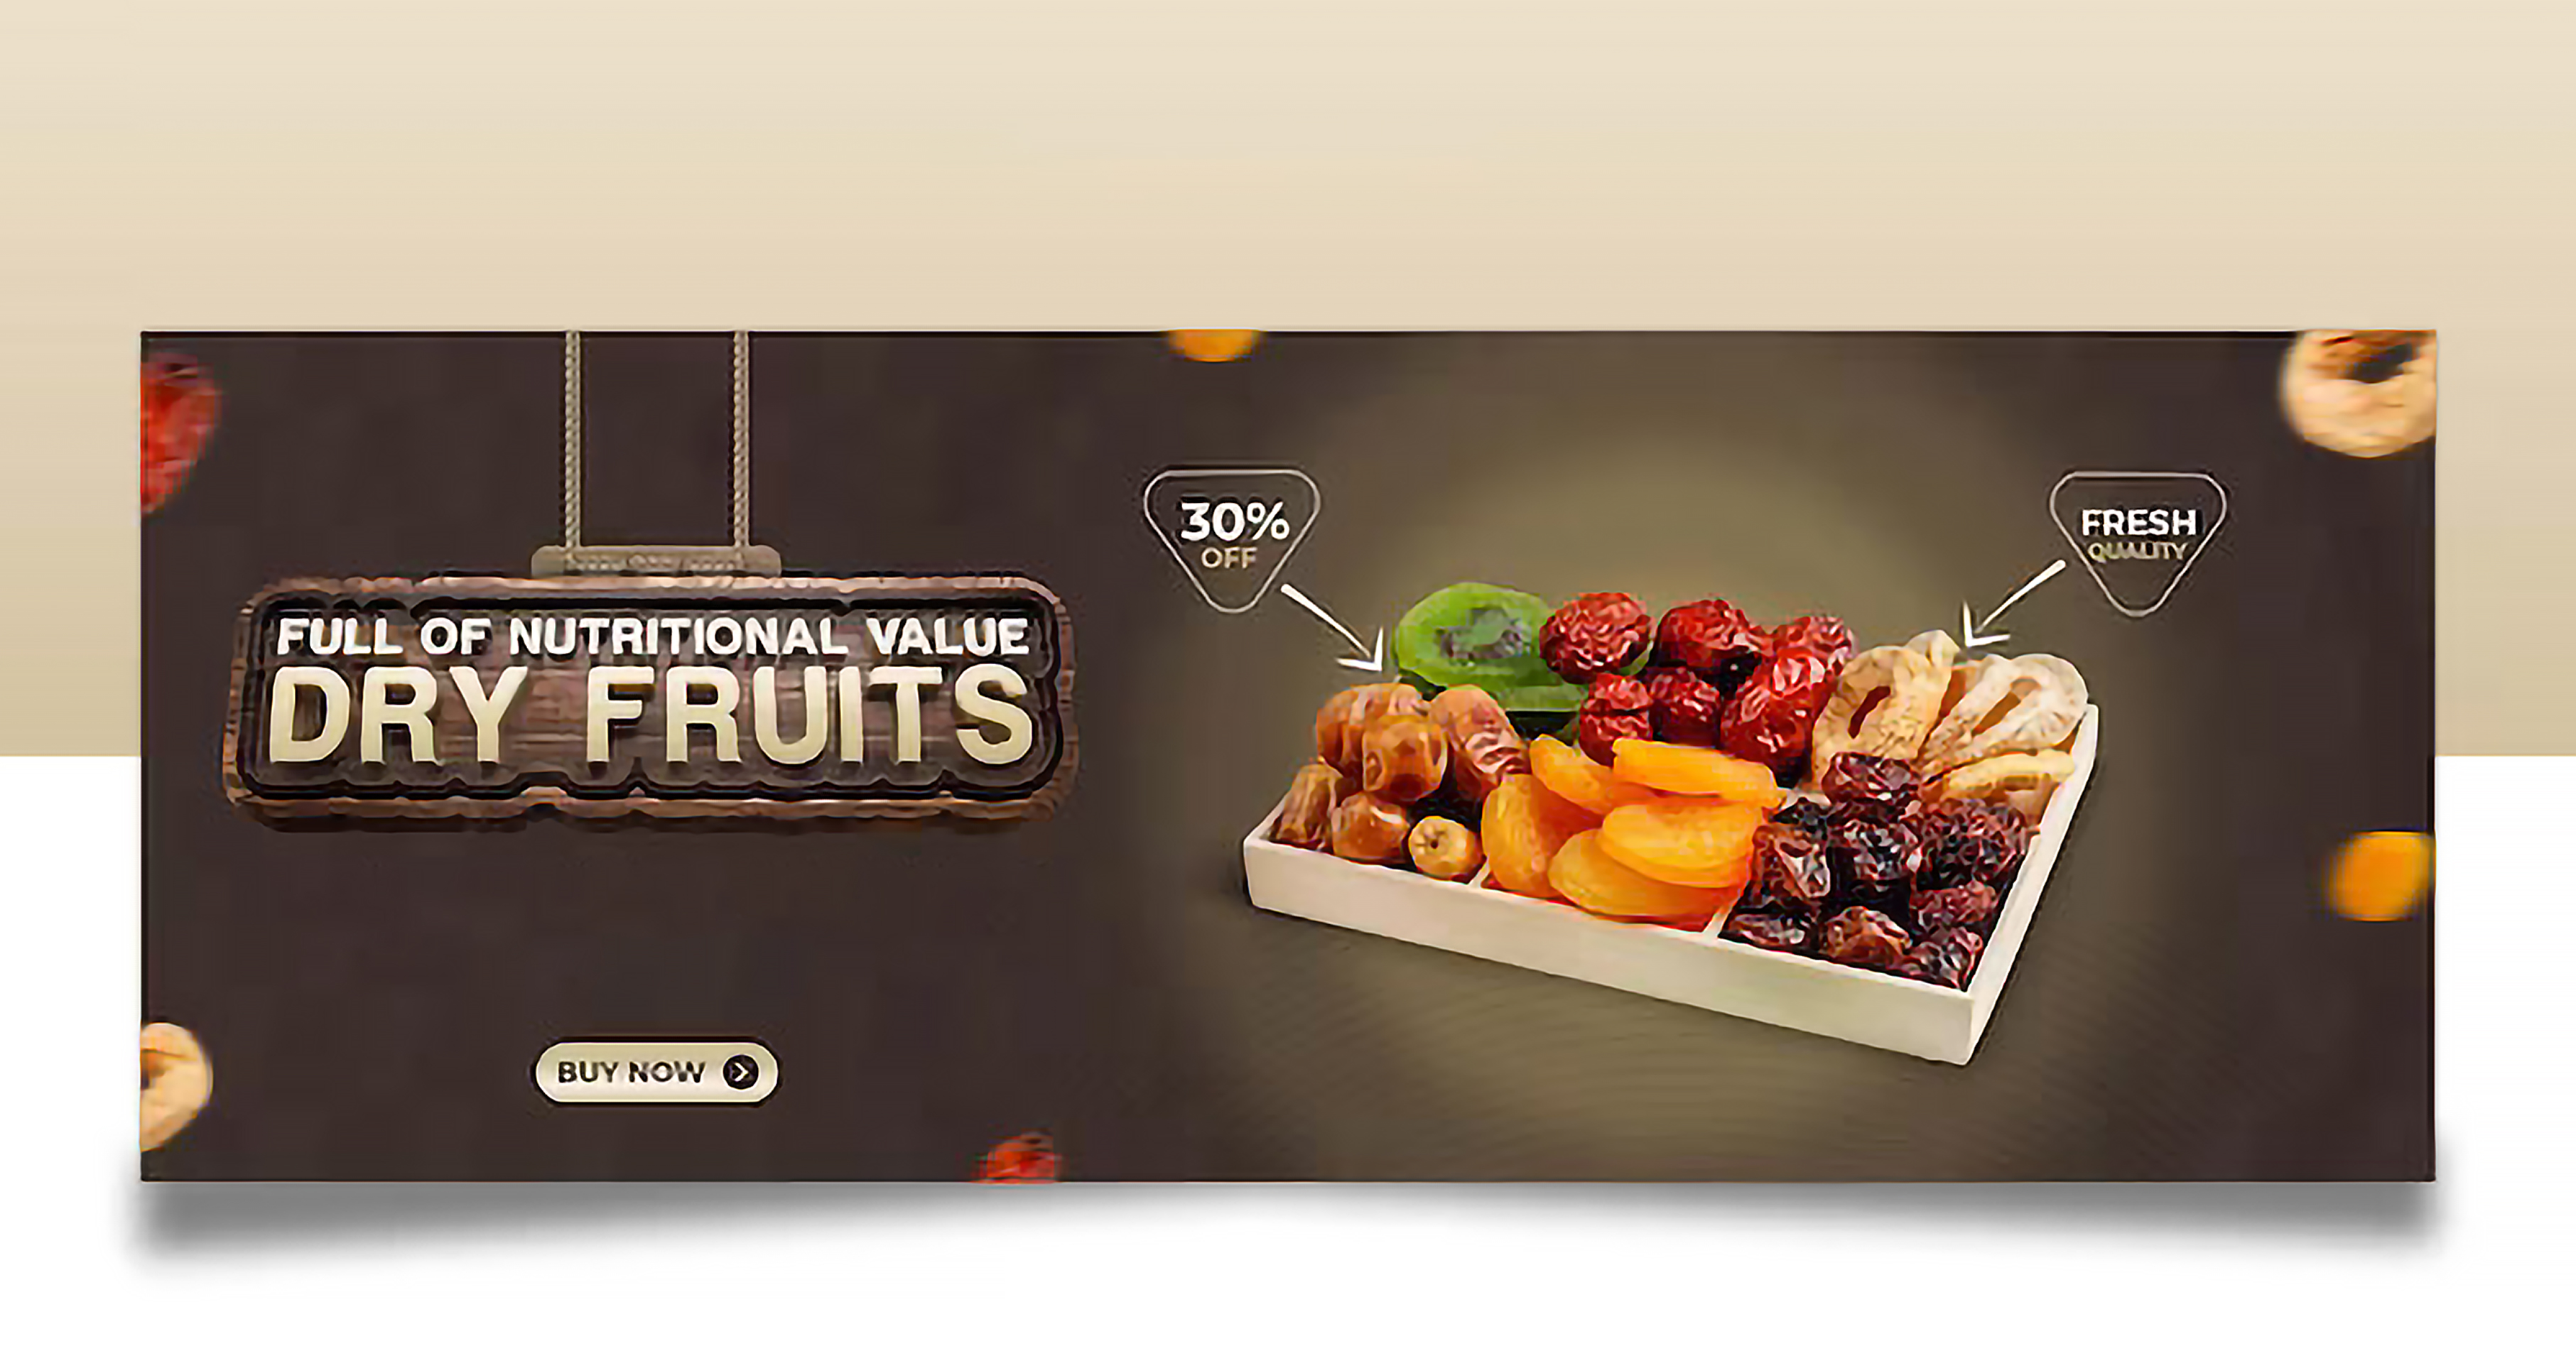 FULL OF NUTRITIONAL VALUE
DRY FRUITS
BUY NOW
30%
OFF
FRESH
QUALITY